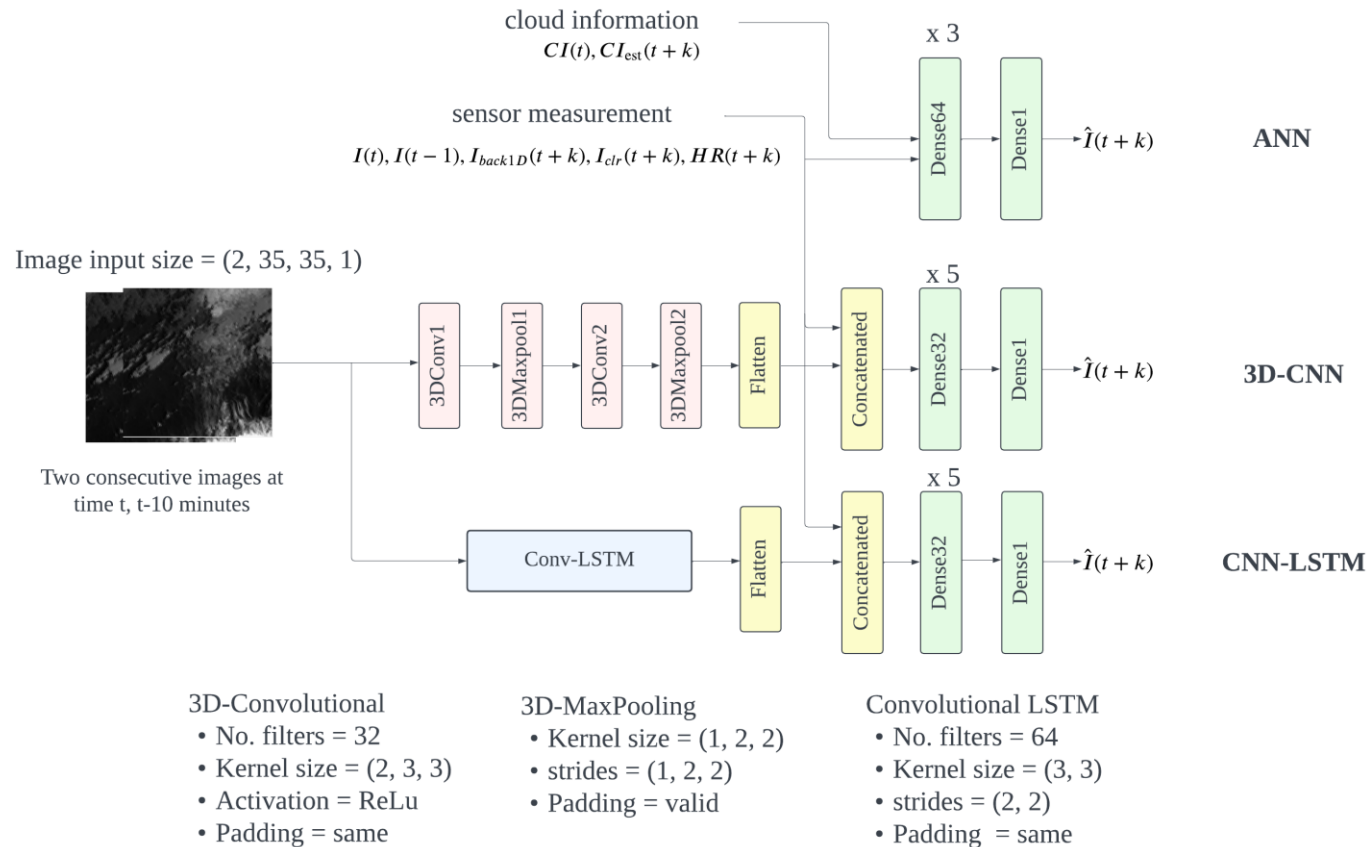 cloud information
CI(t), CI_est(t + k)
x 3
sensor measurement
I(t), I(t − 1), I_back1D(t + k), I_clr(t + k), HR(t + k)
Dense64
Dense1
Î(t + k)
ANN
Image input size = (2, 35, 35, 1)
Two consecutive images at
time t, t-10 minutes
3DConv1
3DMaxpool1
3DConv2
3DMaxpool2
Flatten
Concatenated
x 5
Dense32
Dense1
Î(t + k)
3D-CNN
Conv-LSTM
Flatten
Concatenated
x 5
Dense32
Dense1
Î(t + k)
CNN-LSTM
3D-Convolutional
• No. filters = 32
• Kernel size = (2, 3, 3)
• Activation = ReLu
• Padding = same
3D-MaxPooling
• Kernel size = (1, 2, 2)
• strides = (1, 2, 2)
• Padding = valid
Convolutional LSTM
• No. filters = 64
• Kernel size = (3, 3)
• strides = (2, 2)
• Padding = same